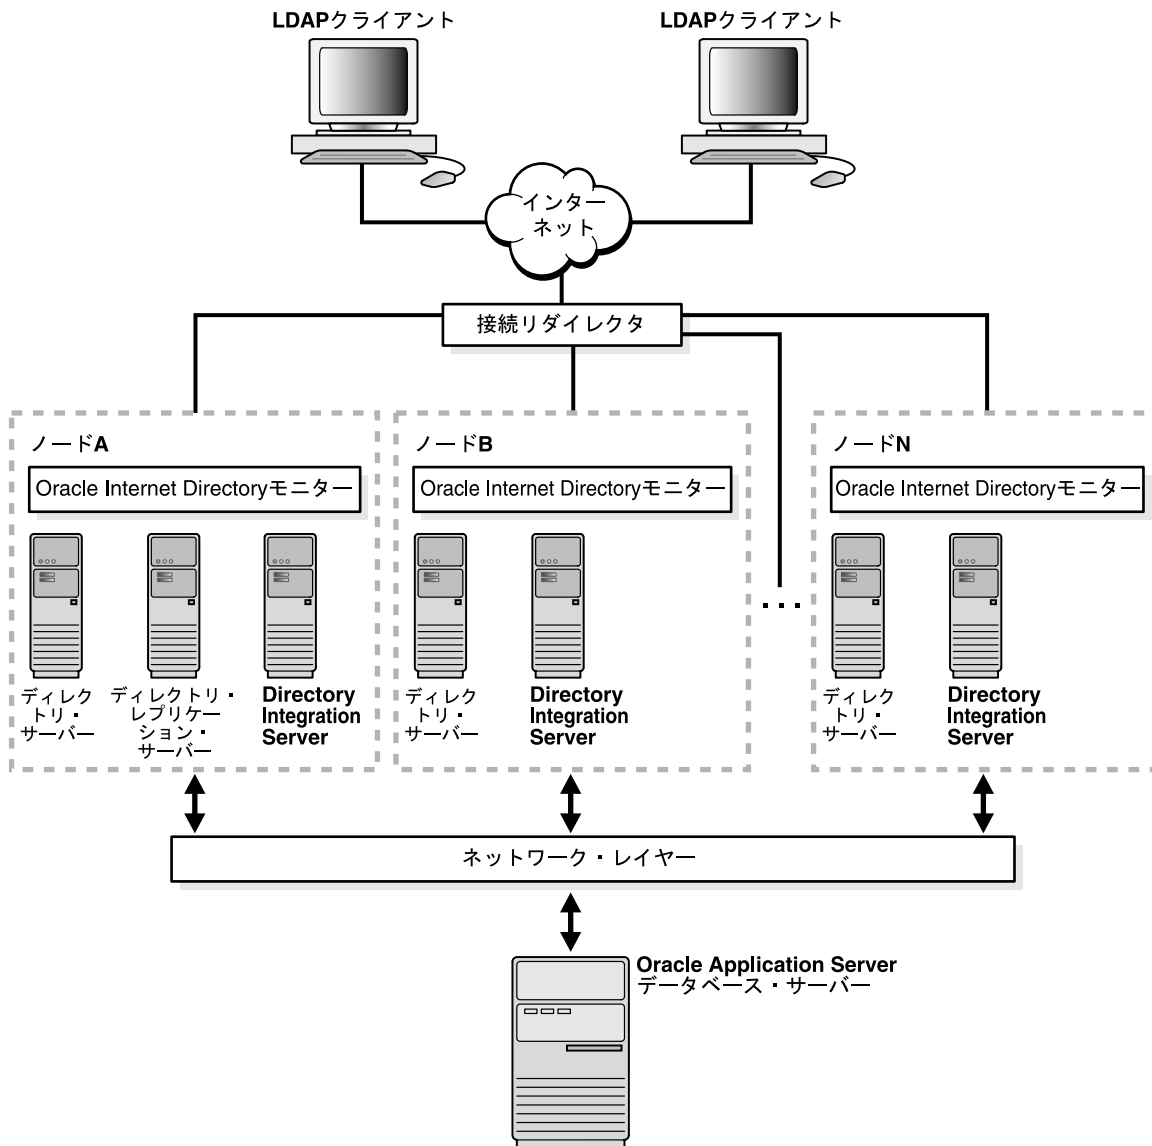 LDAPクライアント
LDAPクライアント
インター
ネット
接続リダイレクタ
ノードA
Oracle Internet Directoryモニター
ディレク
トリ・
サーバー
ディレクトリ・
レプリケー
ション・
サーバー
Directory
Integration
Server
ノードB
Oracle Internet Directoryモニター
ディレク
トリ・
サーバー
Directory
Integration
Server
...
ノードN
Oracle Internet Directoryモニター
ディレク
トリ・
サーバー
Directory
Integration
Server
ネットワーク・レイヤー
Oracle Application Server
データベース・サーバー